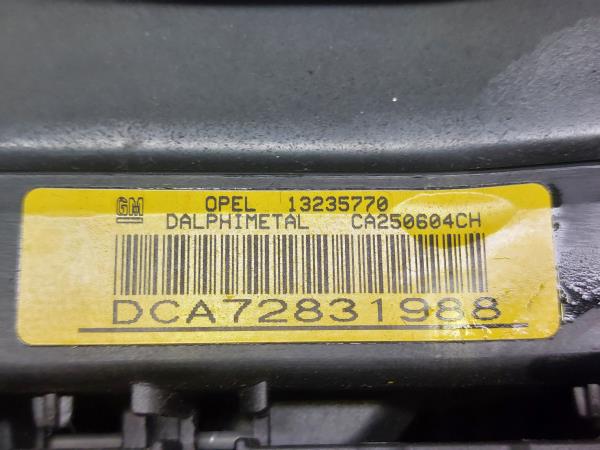 GM OPEL 13235770
DALPHIMETAL CA250604CH
DCA72831988